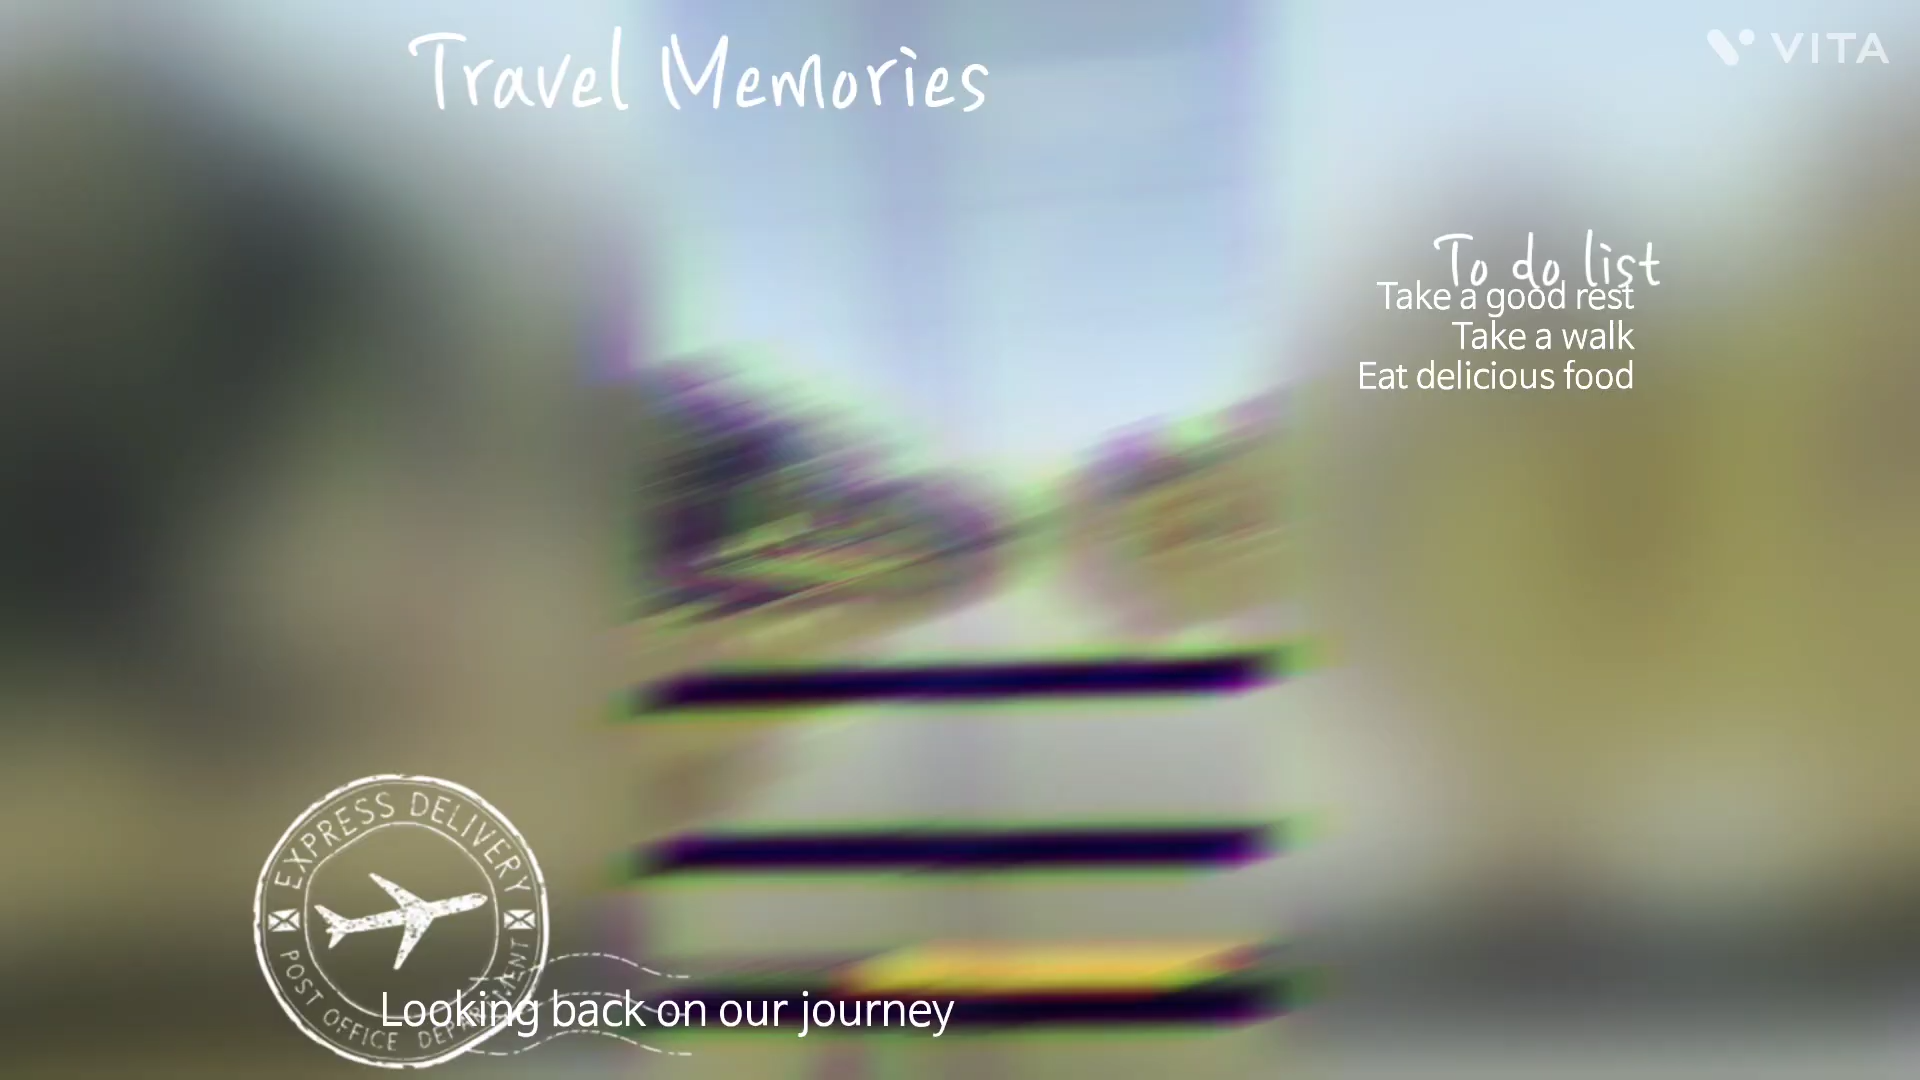 Travel Memories
VITA
To do list
Take a good rest
Take a walk
Eat delicious food
EXPRESS DELIVERY
POST OFFICE DEPARTMENT
Looking back on our journey